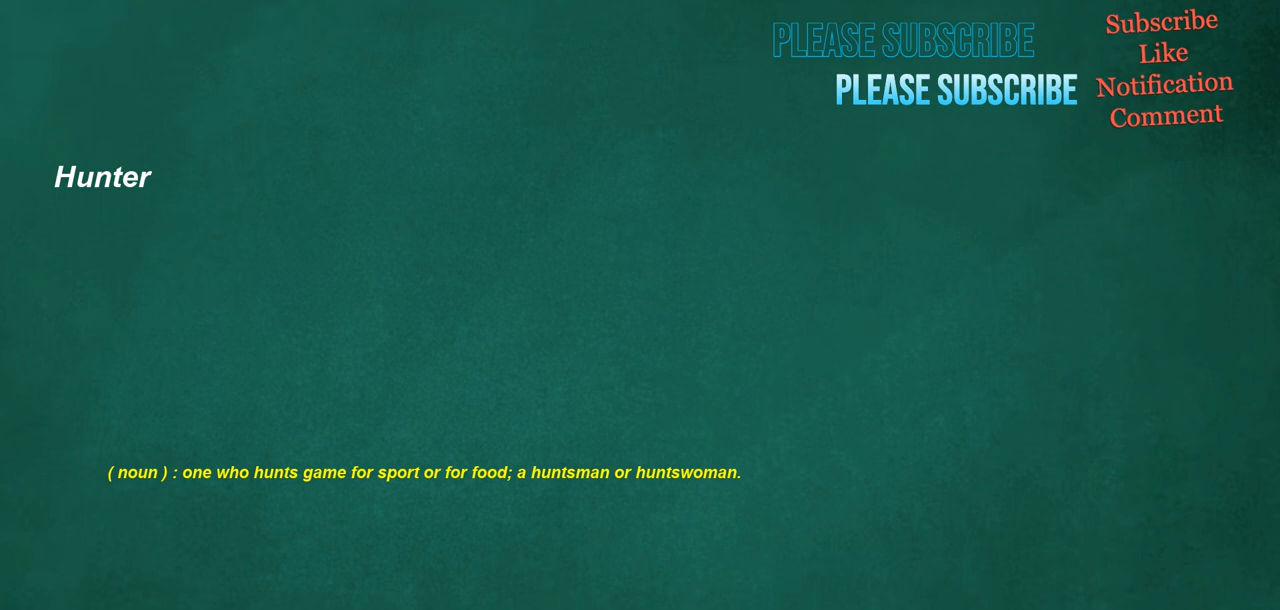 PLEASE SUBSCRIBE
PLEASE SUBSCRIBE
Subscribe
Like
Notification
Comment
Hunter
( noun ) : one who hunts game for sport or for food; a huntsman or huntswoman.